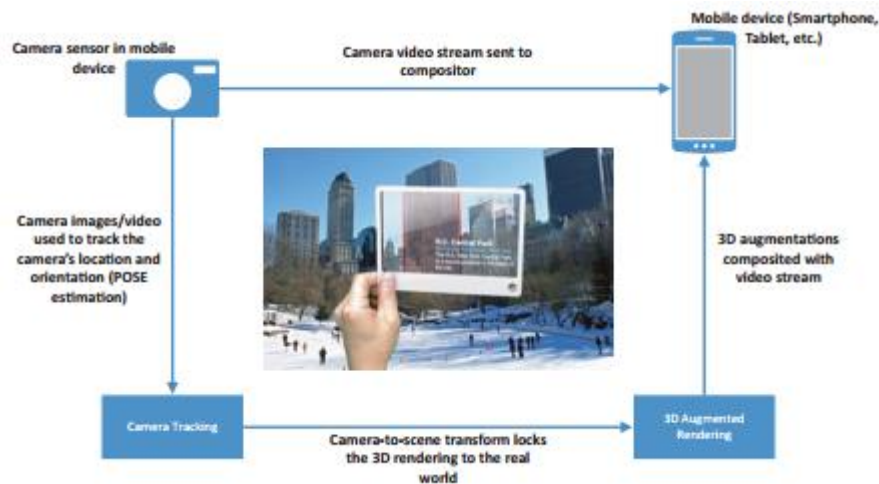 Mobile device (Smartphone,
Tablet, etc.)
Camera sensor in mobile
device
Camera video stream sent to
compositor
Camera images/video
used to track the
camera's location and
orientation (POSE
estimation)
N.S. Central Park
3D augmentations
composited with
video stream
Camera Tracking
3D Augmented
Rendering
Camera-to-scene transform locks
the 3D rendering to the real
world